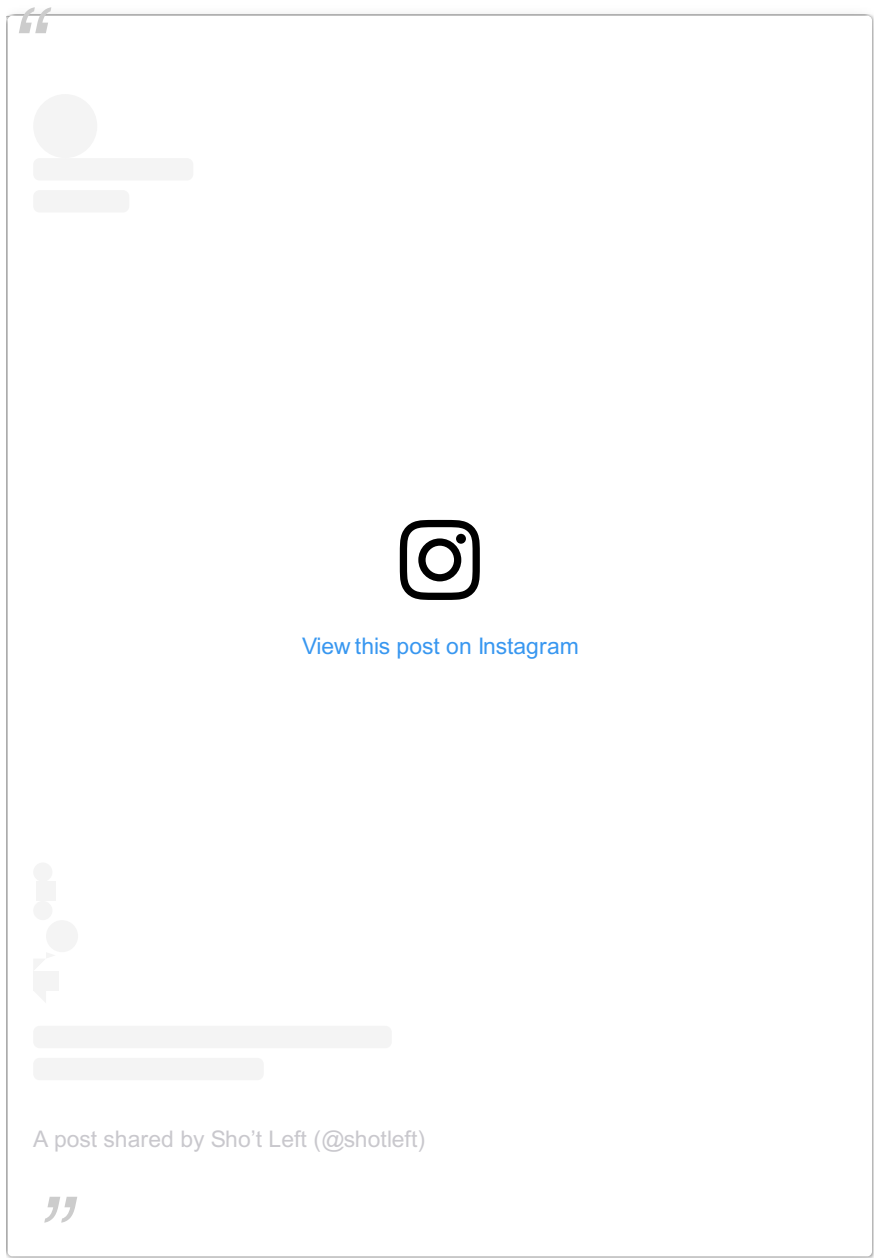 “
View this post on Instagram
A post shared by Sho’t Left (@shotleft)
”